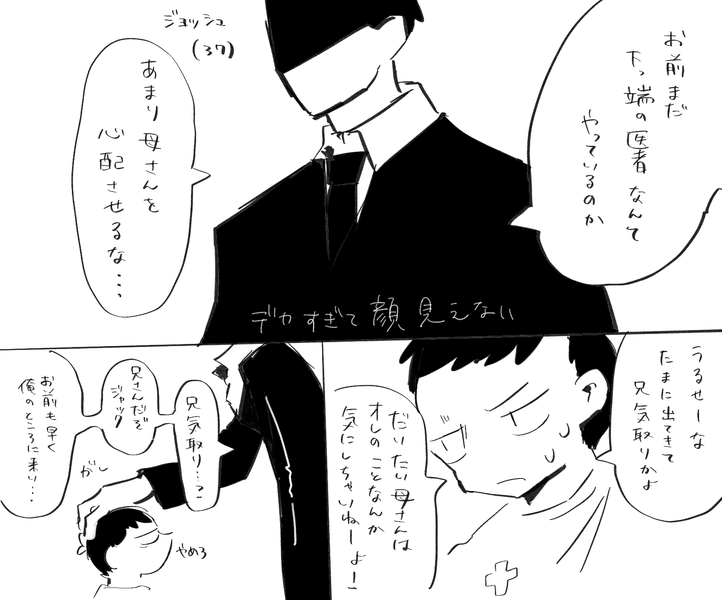 お前まだ
下っ端の医者なんて
やっているのか
ジョッシュ
(37)
あまり母さんを
心配させるな…
デカすぎて顔見えない
うるせーな
たまに出てきて
兄気取りかよ
だいたい母さんは
オレのことなんか
気にしちゃいねーよ!
兄気取り…?
兄さんだぞ
ジャック
お前も早く
俺のところに来い…
がし
やめろ